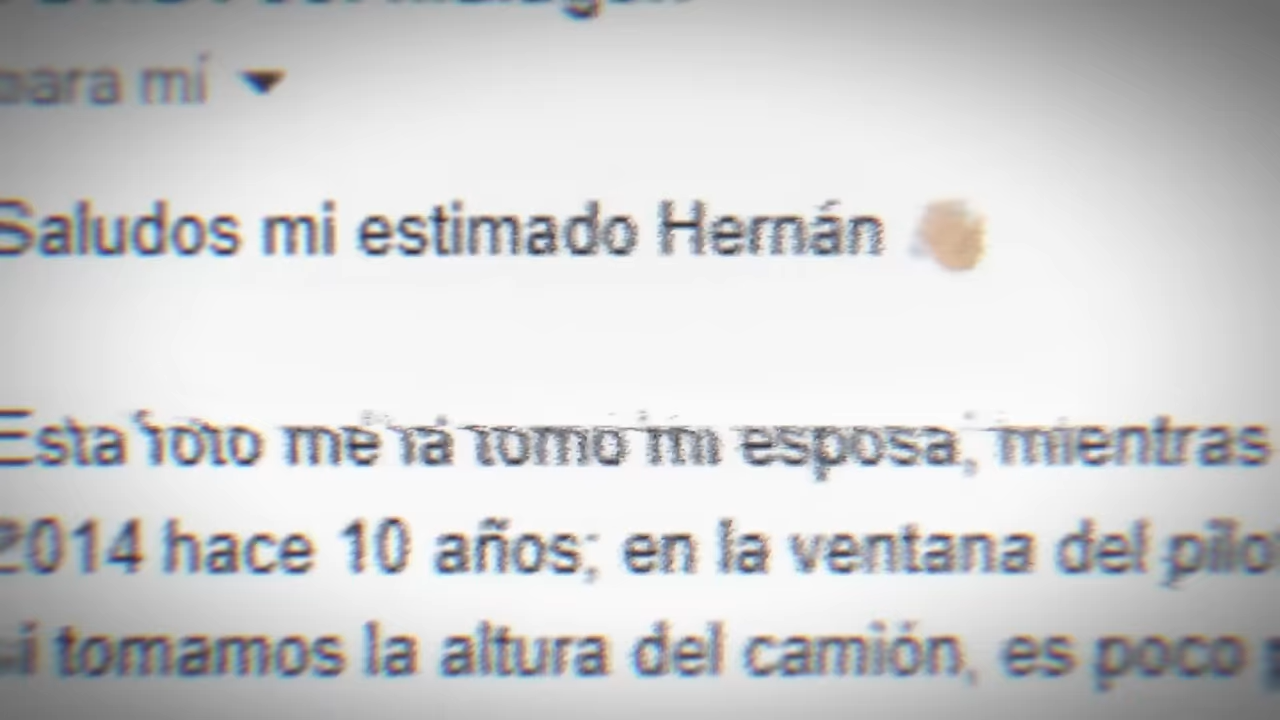 para mí
Saludos mi estimado Hernán
Esta foto me la tomo mi esposa, mientras
2014 hace 10 años; en la ventana del
si tomamos la altura del camión, es poco